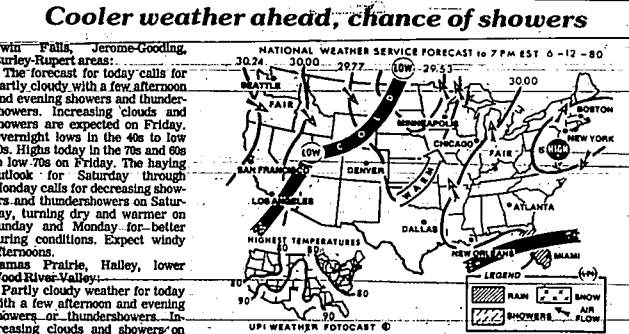 Cooler weather ahead, chance of showers
Falls, Jerome-Gooding,
areas:
The forecast for today calls for
partly cloudy with a few afternoon
and evening showers and thunder-
showers. Increasing clouds and
showers are expected on Friday.
Overnight lows in the 40s to low
Highs today in the 70s and 60s
to low 70s on Friday. The haying
outlook for Saturday through
Monday calls for decreasing show-
ers and thundershowers on Satur-
day, turning dry and warmer on
Sunday and Monday for better
curing conditions. Expect windy
afternoons.
Camas Prairie, Hailey, lower
Wood River Valley:
Partly cloudy weather for today
with a few afternoon and evening
showers or thundershowers. In-
creasing clouds and showers on
NATIONAL WEATHER SERVICE FORECAST to 7 PM EST 6-12-80
30.24 30.00 29.77 LOW 29.53
30.00
SEATTLE
FAIR
COLD
MINNEAPOLIS
BOSTON
CHICAGO
NEW YORK
HIGH
FAIR
LOW
SAN FRANCISCO
DENVER
WARM
LOS ANGELES
ATLANTA
DALLAS
NEW ORLEANS
MIAMI
HIGHEST TEMPERATURES
60
80
80
90
90
80
LEGEND
RAIN
SNOW
SHOWERS
AIR FLOW
UPI WEATHER FOTOCAST ©